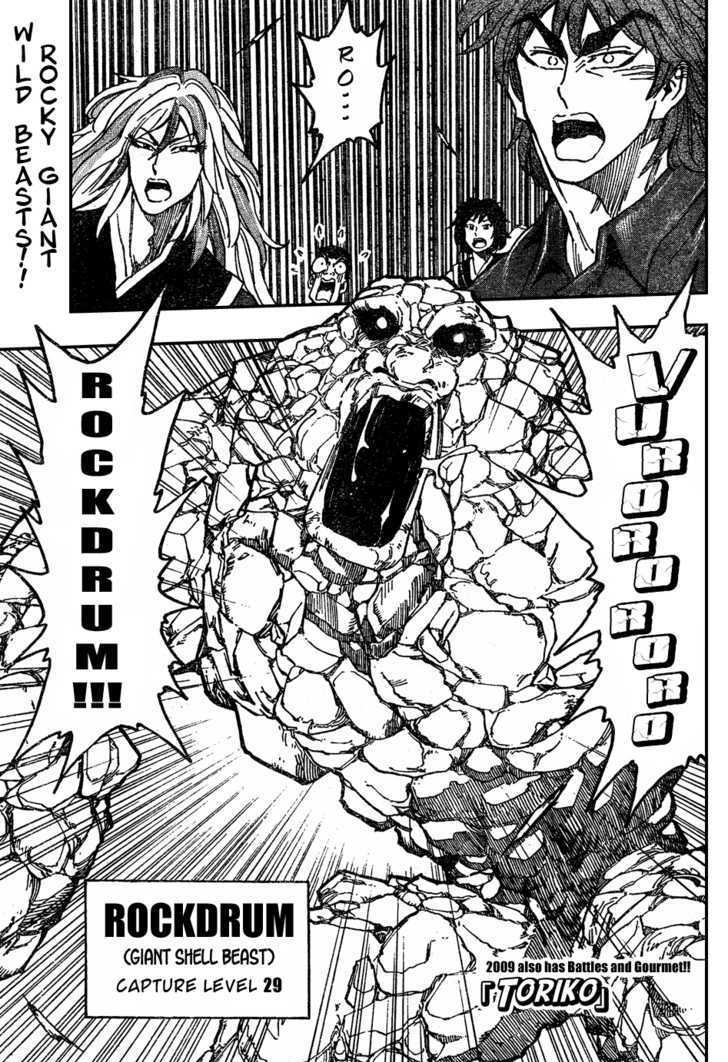 RO...
ROCKY GIANT
WILD BEASTS!!
VURORORORORO
ROCKDRUM!!!
ROCKDRUM
(GIANT SHELL BEAST)
CAPTURE LEVEL 29
2009 also has Battles and Gourmet!!
「TORIKO」